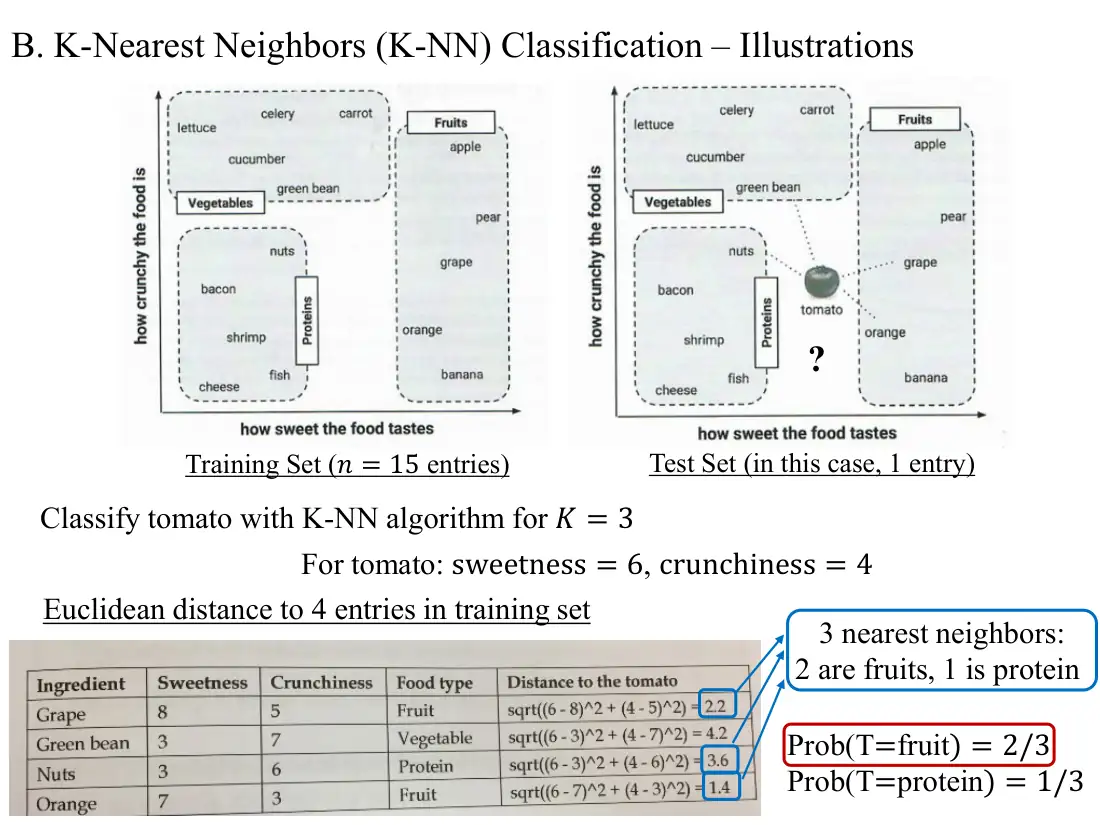 B. K-Nearest Neighbors (K-NN) Classification – Illustrations
how crunchy the food is
lettuce
celery
carrot
cucumber
green bean
Vegetables
Fruits
apple
pear
grape
orange
banana
nuts
bacon
shrimp
fish
cheese
Proteins
how sweet the food tastes
Training Set (n = 15 entries)
how crunchy the food is
lettuce
celery
carrot
cucumber
green bean
Vegetables
Fruits
apple
pear
grape
orange
banana
nuts
bacon
shrimp
fish
cheese
Proteins
tomato
?
how sweet the food tastes
Test Set (in this case, 1 entry)
Classify tomato with K-NN algorithm for K = 3
For tomato: sweetness = 6, crunchiness = 4
Euclidean distance to 4 entries in training set
Ingredient Sweetness Crunchiness Food type Distance to the tomato
Grape 8 5 Fruit sqrt((6 - 8)^2 + (4 - 5)^2) = 2.2
Green bean 3 7 Vegetable sqrt((6 - 3)^2 + (4 - 7)^2) = 4.2
Nuts 3 6 Protein sqrt((6 - 3)^2 + (4 - 6)^2) = 3.6
Orange 7 3 Fruit sqrt((6 - 7)^2 + (4 - 3)^2) = 1.4
3 nearest neighbors:
2 are fruits, 1 is protein
Prob(T=fruit) = 2/3
Prob(T=protein) = 1/3